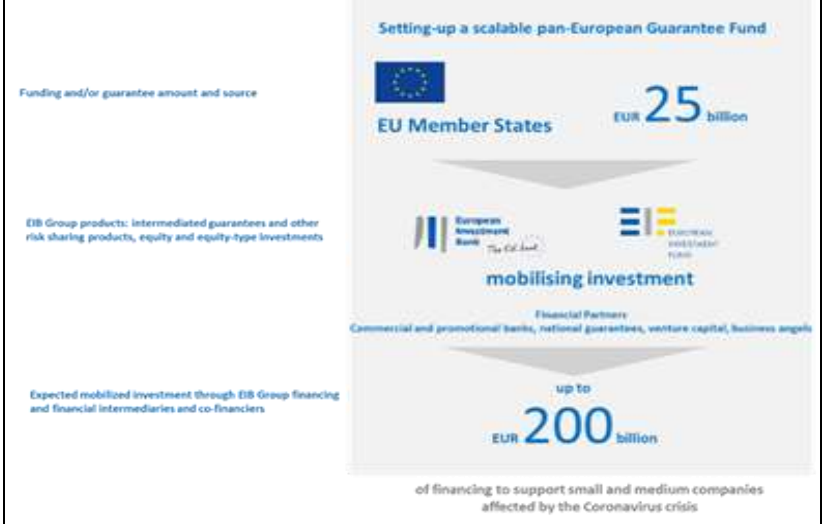 Setting-up a scalable pan-European Guarantee Fund
Funding and/or guarantee amount and source
EU Member States
EUR 25 billion
EIB Group products: intermediated guarantees and other
risk sharing products, equity and equity-type investments
European
Investment
Bank
The EU bank
EIF
EUROPEAN
INVESTMENT
FUND
mobilising investment
Financial Partners
Commercial and promotional banks, national guarantees, venture capital, business angels
Expected mobilized investment through EIB Group financing
and financial intermediaries and co-financiers
up to
EUR 200 billion
of financing to support small and medium companies
affected by the Coronavirus crisis